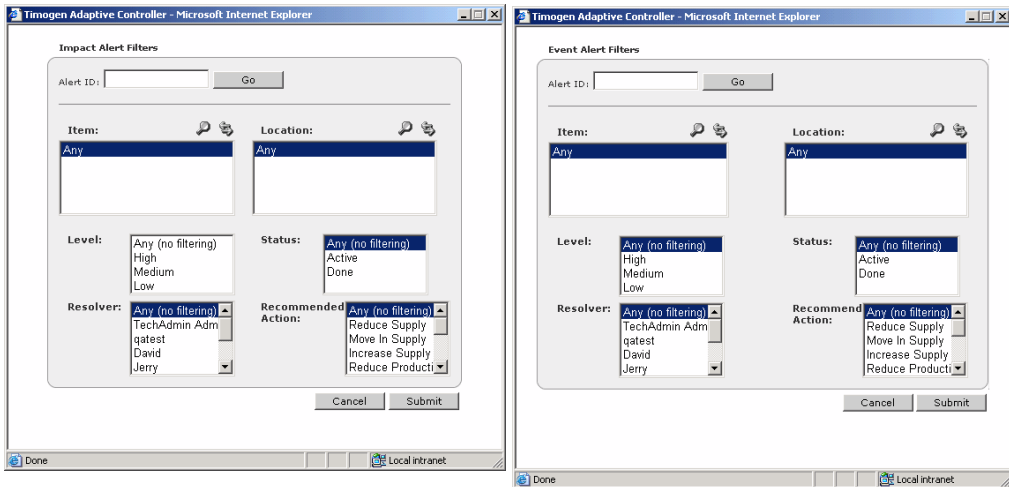 Timogen Adaptive Controller - Microsoft Internet Explorer
Impact Alert Filters
Alert ID:
Go
Item:
Location:
Any
Any
Level:
Any (no filtering)
High
Medium
Low
Status:
Any (no filtering)
Active
Done
Resolver:
Any (no filtering)
TechAdmin Adm
qatest
David
Jerry
Recommended
Action:
Any (no filtering)
Reduce Supply
Move In Supply
Increase Supply
Reduce Producti
Cancel
Submit
Done
Local intranet
Timogen Adaptive Controller - Microsoft Internet Explorer
Event Alert Filters
Alert ID:
Go
Item:
Location:
Any
Any
Level:
Any (no filtering)
High
Medium
Low
Status:
Any (no filtering)
Active
Done
Resolver:
Any (no filtering)
TechAdmin Adm
qatest
David
Jerry
Recommend
Action:
Any (no filtering)
Reduce Supply
Move In Supply
Increase Supply
Reduce Producti
Cancel
Submit
Done
Local intranet